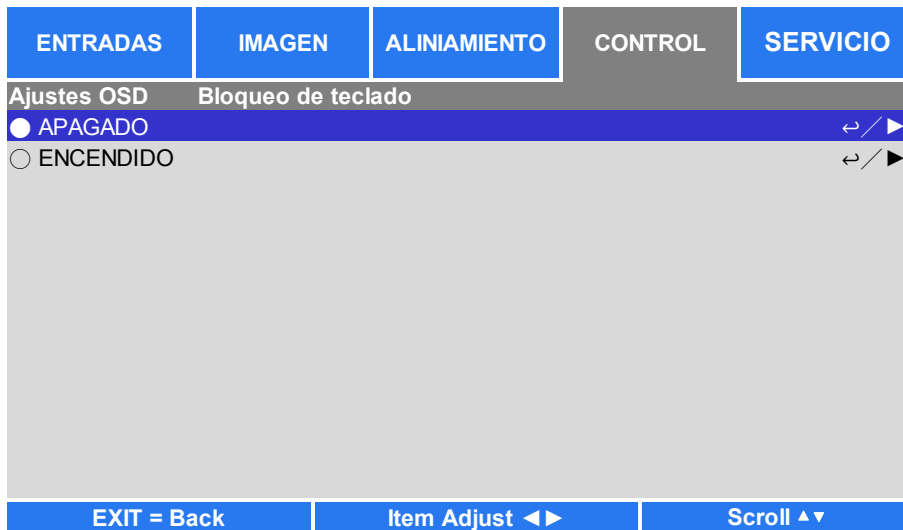 ENTRADAS IMAGEN ALINIAMIENTO CONTROL SERVICIO
Ajustes OSD Bloqueo de teclado
● APAGADO ↩/▶
○ ENCENDIDO ↩/▶
EXIT = Back Item Adjust ◀▶ Scroll ▲▼